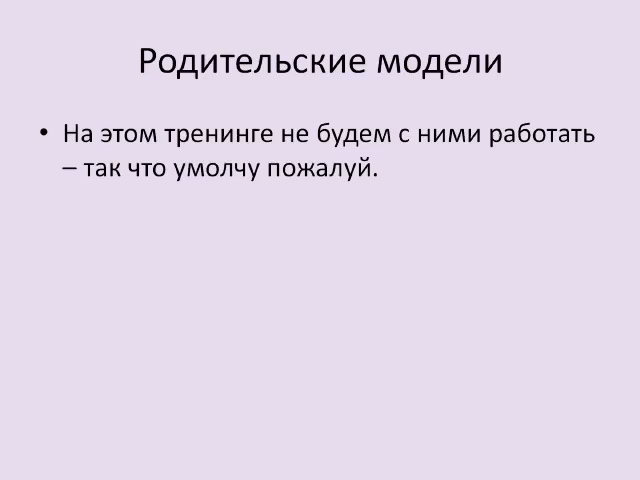 Родительские модели
• На этом тренинге не будем с ними работать
– так что умолчу пожалуй.